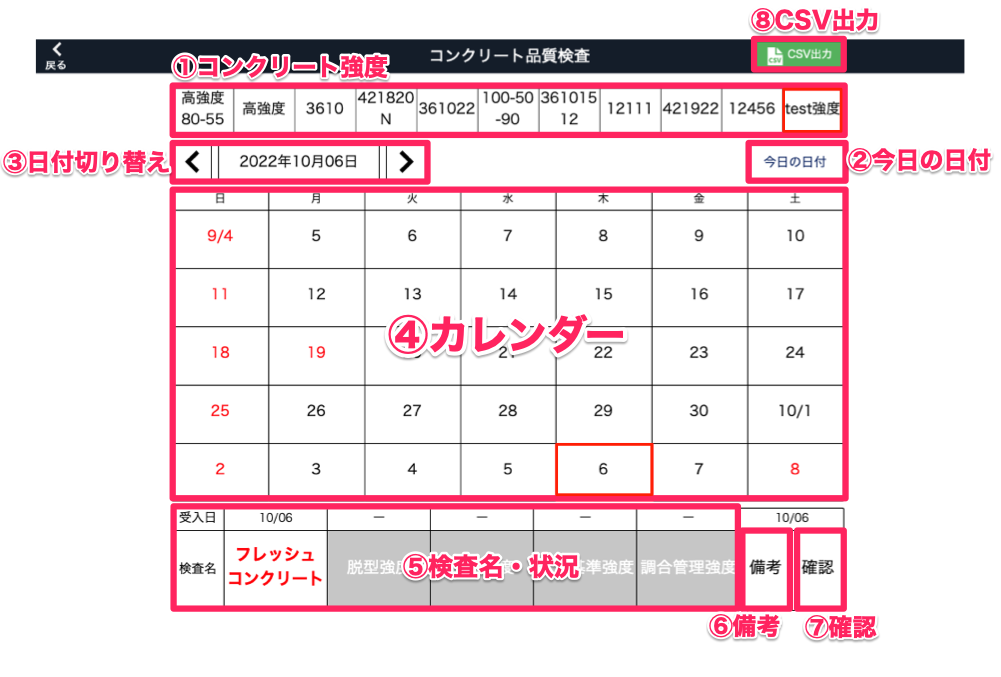 ⑧CSV出力
戻る
コンクリート品質検査
CSV出力
①コンクリート強度
高強度 80-55 高強度 3610 421820 N 361022 100-50 -90 361015 12 12111 421922 12456 test強度
③日付切り替え
2022年10月06日
今日の日付
②今日の日付
日 月 火 水 木 金 土
9/4 5 6 7 8 9 10
11 12 13 14 15 16 17
④カレンダー
18 19 22 23 24
25 26 27 28 29 30 10/1
2 3 4 5 6 7 8
受入日 10/06 ー ー ー ー 10/06
検査名 フレッシュ コンクリート 脱型強 準強度 調合管理強度 備考 確認
⑤検査名・状況
⑥備考
⑦確認